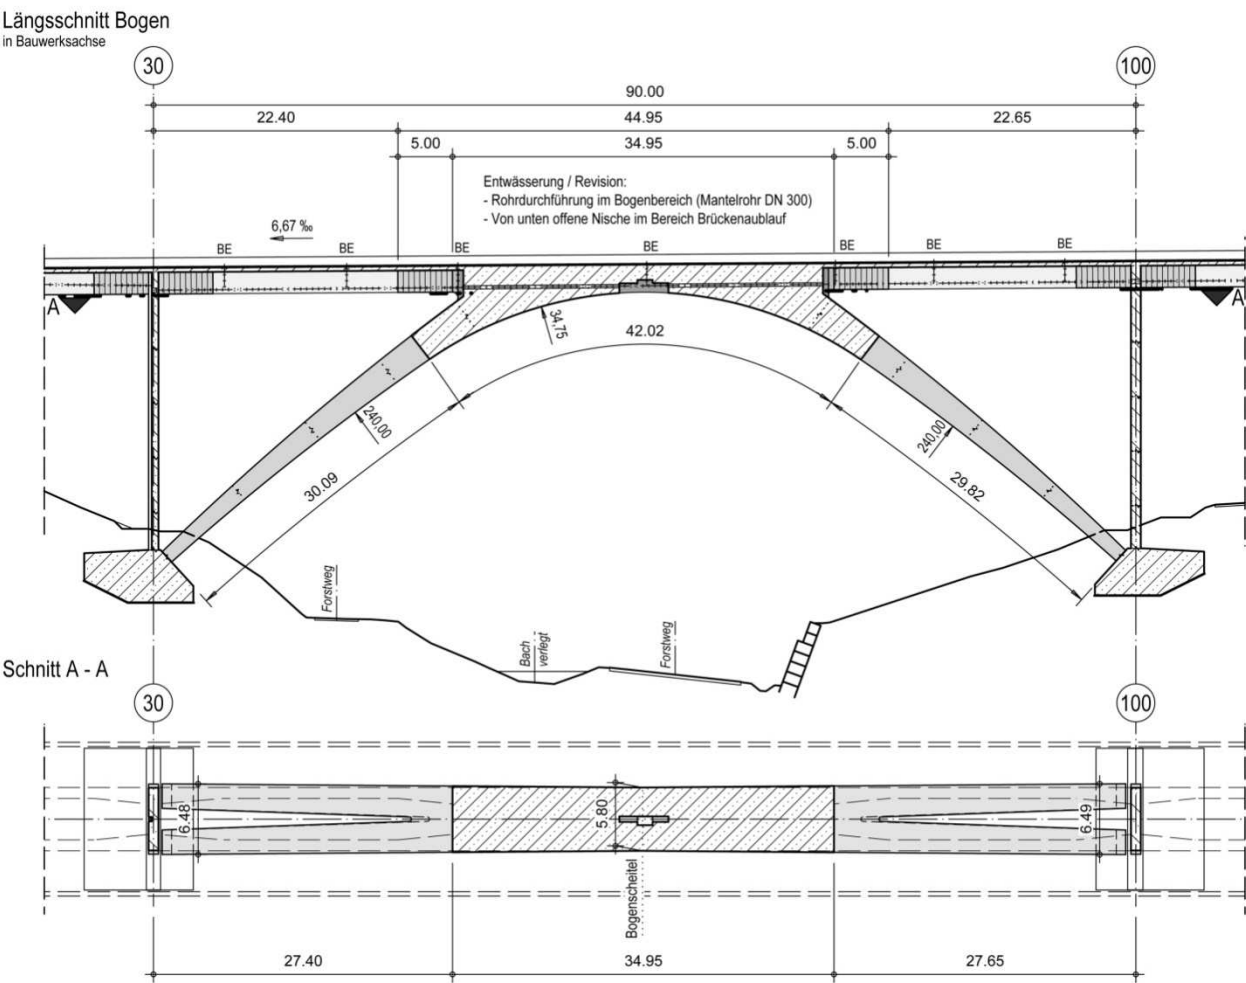 Längsschnitt Bogen
in Bauwerksachse
30
100
90.00
22.40
44.95
22.65
5.00
34.95
5.00
Entwässerung / Revision:
- Rohrdurchführung im Bogenbereich (Mantelrohr DN 300)
- Von unten offene Nische im Bereich Brückenablauf
6,67 ‰
BE
BE
BE
BE
BE
BE
BE
A
A
34,75
42.02
240,00
240,00
30.09
29.82
Forstweg
Bach
verlegt
Forstweg
Schnitt A - A
30
100
6.48
5.80
6.49
Bogenscheitel
27.40
34.95
27.65